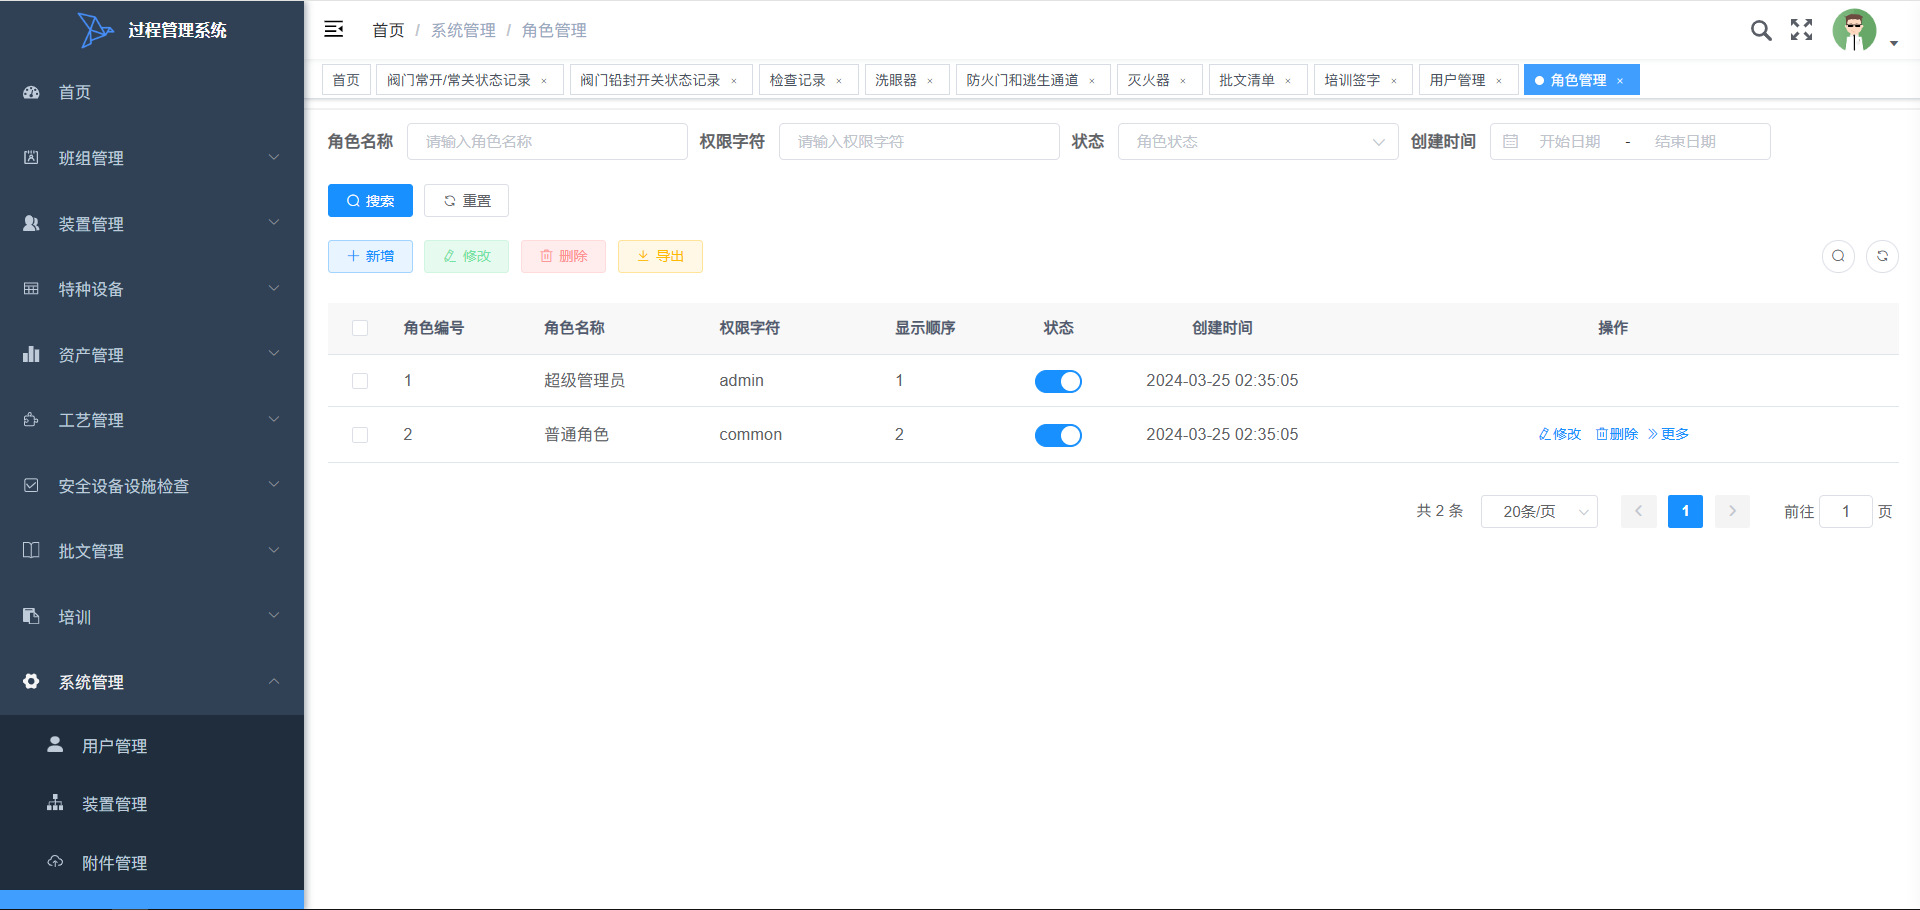 过程管理系统
首页
班组管理
装置管理
特种设备
资产管理
工艺管理
安全设备设施检查
批文管理
培训
系统管理
用户管理
装置管理
附件管理
首页 / 系统管理 / 角色管理
首页 阀门常开/常关状态记录 × 阀门铅封开关状态记录 × 检查记录 × 洗眼器 × 防火门和逃生通道 × 灭火器 × 批文清单 × 培训签字 × 用户管理 × 角色管理 ×
角色名称 请输入角色名称 权限字符 请输入权限字符 状态 角色状态 创建时间 开始日期 - 结束日期
搜索 重置
新增 修改 删除 导出
角色编号 角色名称 权限字符 显示顺序 状态 创建时间 操作
1 超级管理员 admin 1 2024-03-25 02:35:05
2 普通角色 common 2 2024-03-25 02:35:05 修改 删除 更多
共 2 条 20条/页 1 前往 1 页